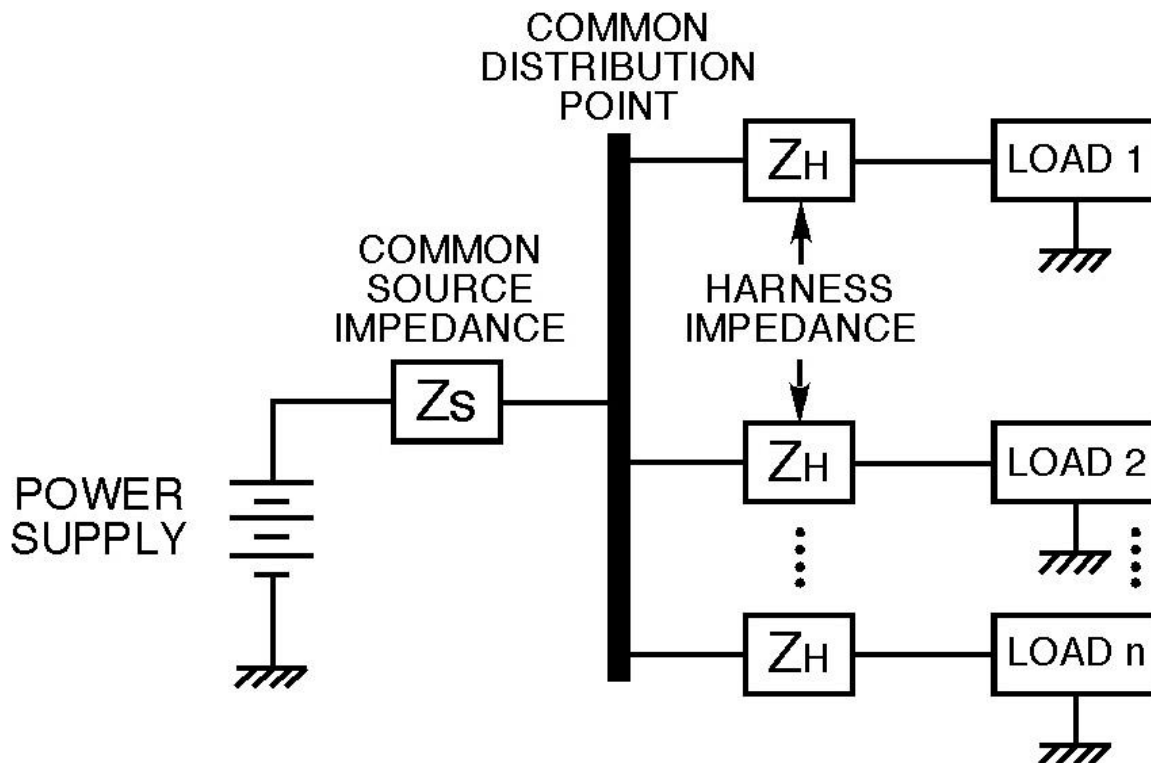 COMMON
DISTRIBUTION
POINT
ZH
LOAD 1
COMMON
SOURCE
IMPEDANCE
HARNESS
IMPEDANCE
ZS
ZH
LOAD 2
POWER
SUPPLY
ZH
LOAD n